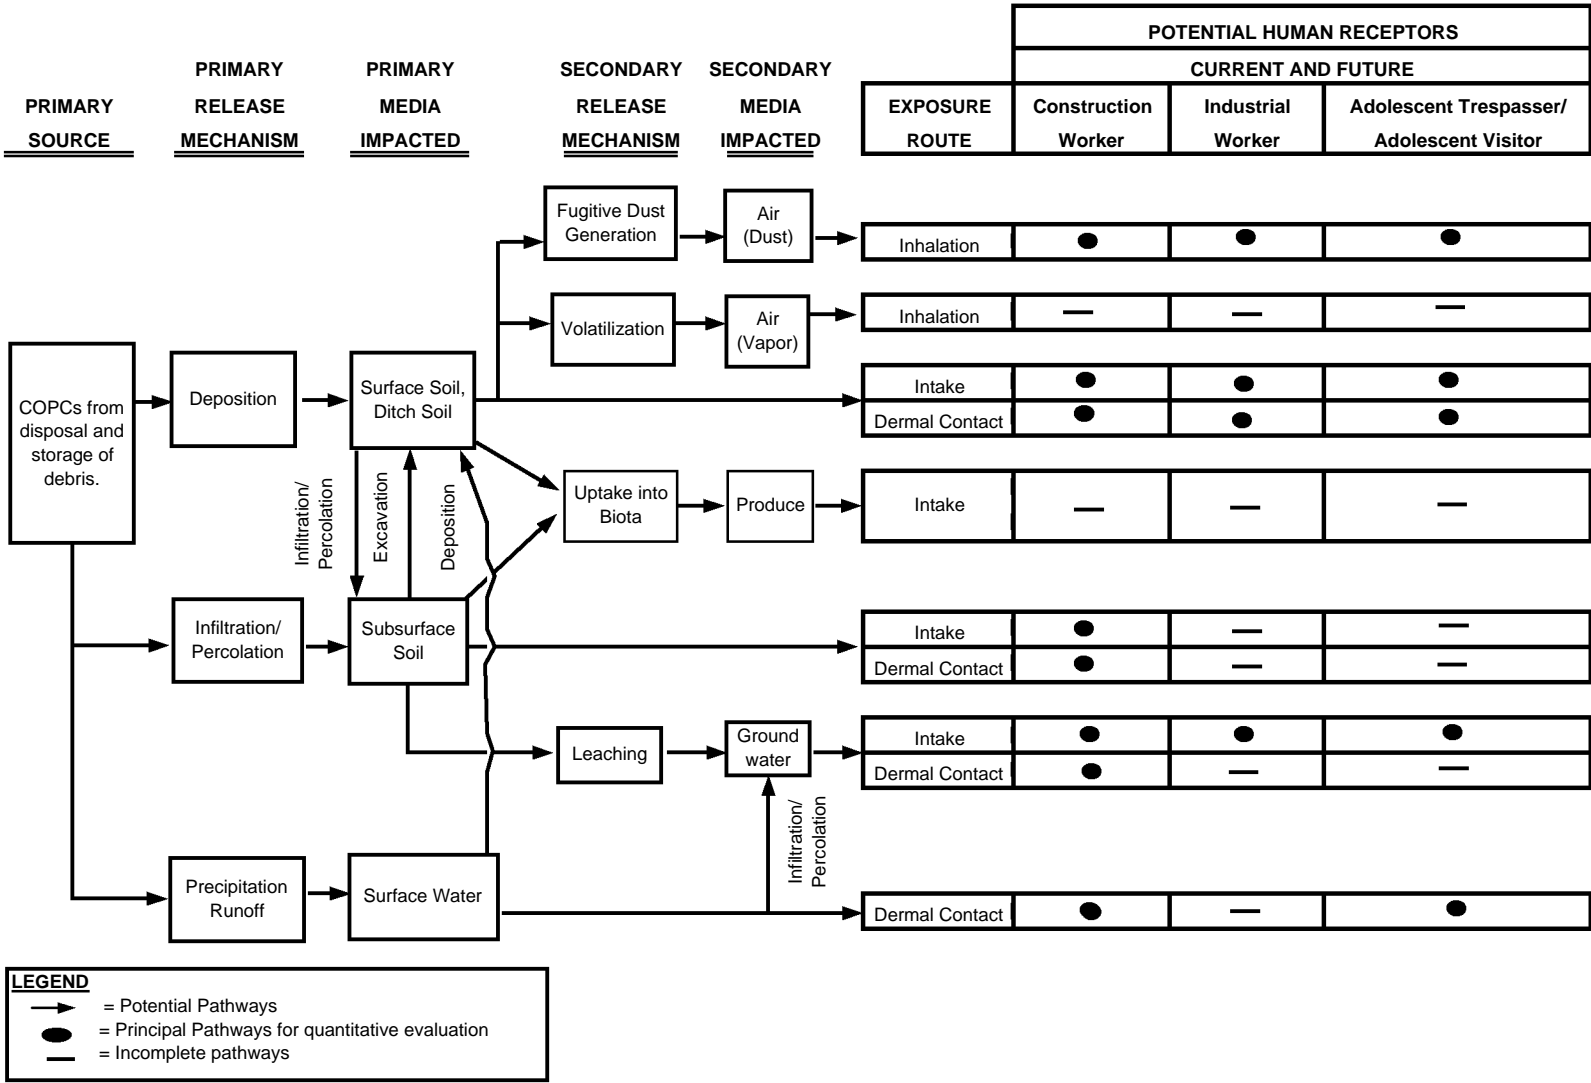 POTENTIAL HUMAN RECEPTORS
CURRENT AND FUTURE
PRIMARY
SOURCE
PRIMARY
RELEASE
MECHANISM
PRIMARY
MEDIA
IMPACTED
SECONDARY
RELEASE
MECHANISM
SECONDARY
MEDIA
IMPACTED
EXPOSURE
ROUTE
Construction
Worker
Industrial
Worker
Adolescent Trespasser/
Adolescent Visitor
Fugitive Dust
Generation
Air
(Dust)
Inhalation
Volatilization
Air
(Vapor)
Inhalation
COPCs from
disposal and
storage of
debris.
Deposition
Surface Soil,
Ditch Soil
Intake
Dermal Contact
Infiltration/
Percolation
Excavation
Deposition
Uptake into
Biota
Produce
Intake
Infiltration/
Percolation
Subsurface
Soil
Intake
Dermal Contact
Leaching
Ground
water
Intake
Dermal Contact
Infiltration/
Percolation
Precipitation
Runoff
Surface Water
Dermal Contact
LEGEND
= Potential Pathways
= Principal Pathways for quantitative evaluation
= Incomplete pathways